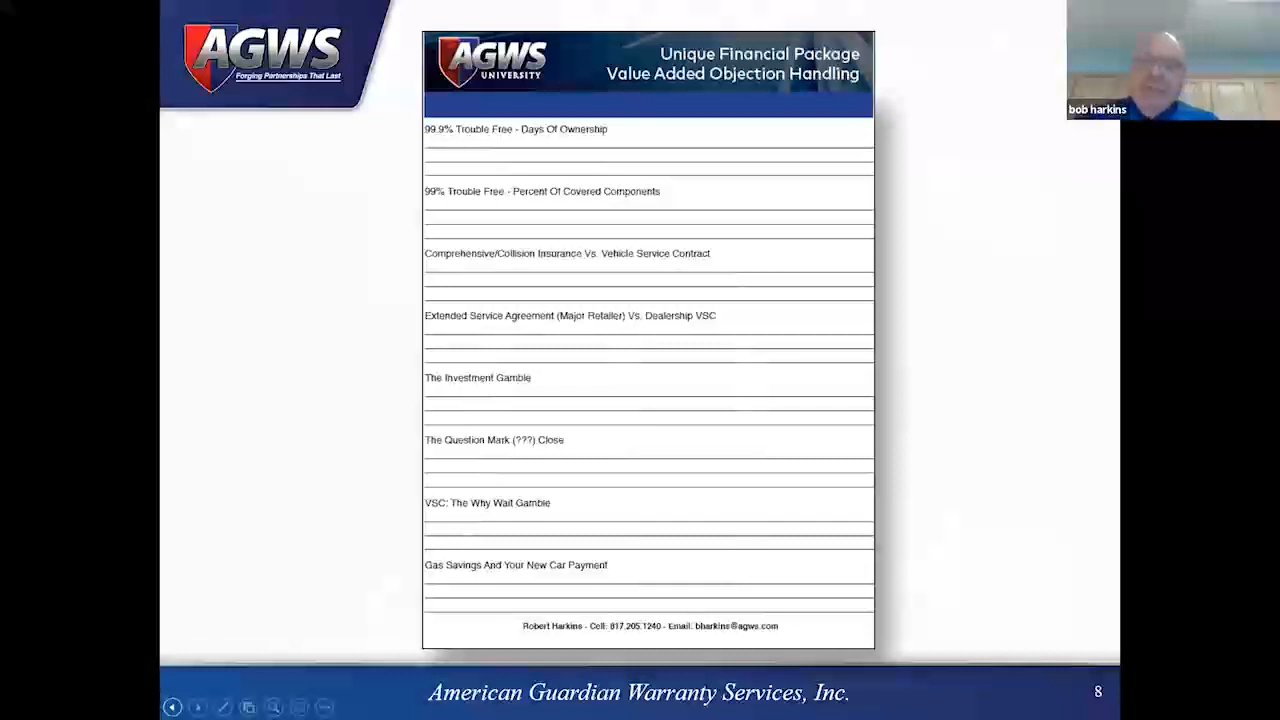 AGWS
Forging Partnerships That Last
AGWS
UNIVERSITY
Unique Financial Package
Value Added Objection Handling
99.9% Trouble Free - Days Of Ownership
99% Trouble Free - Percent Of Covered Components
Comprehensive/Collision Insurance Vs. Vehicle Service Contract
Extended Service Agreement (Major Retailer) Vs. Dealership VSC
The Investment Gamble
The Question Mark (???) Close
VSC: The Why Wait Gamble
Gas Savings And Your New Car Payment
Robert Harkins - Cell: 817.205.1240 - Email: bharkins@agws.com
American Guardian Warranty Services, Inc.
8
bob harkins